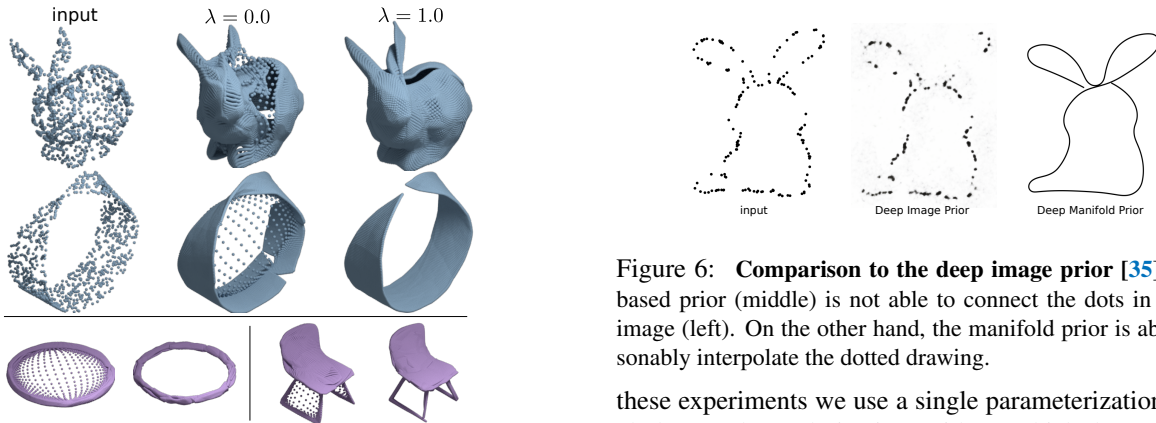 input
λ = 0.0
λ = 1.0
input
Deep Image Prior
Deep Manifold Prior
Figure 6: Comparison to the deep image prior [35]
based prior (middle) is not able to connect the dots in
image (left). On the other hand, the manifold prior is ab
sonably interpolate the dotted drawing.
these experiments we use a single parameterization